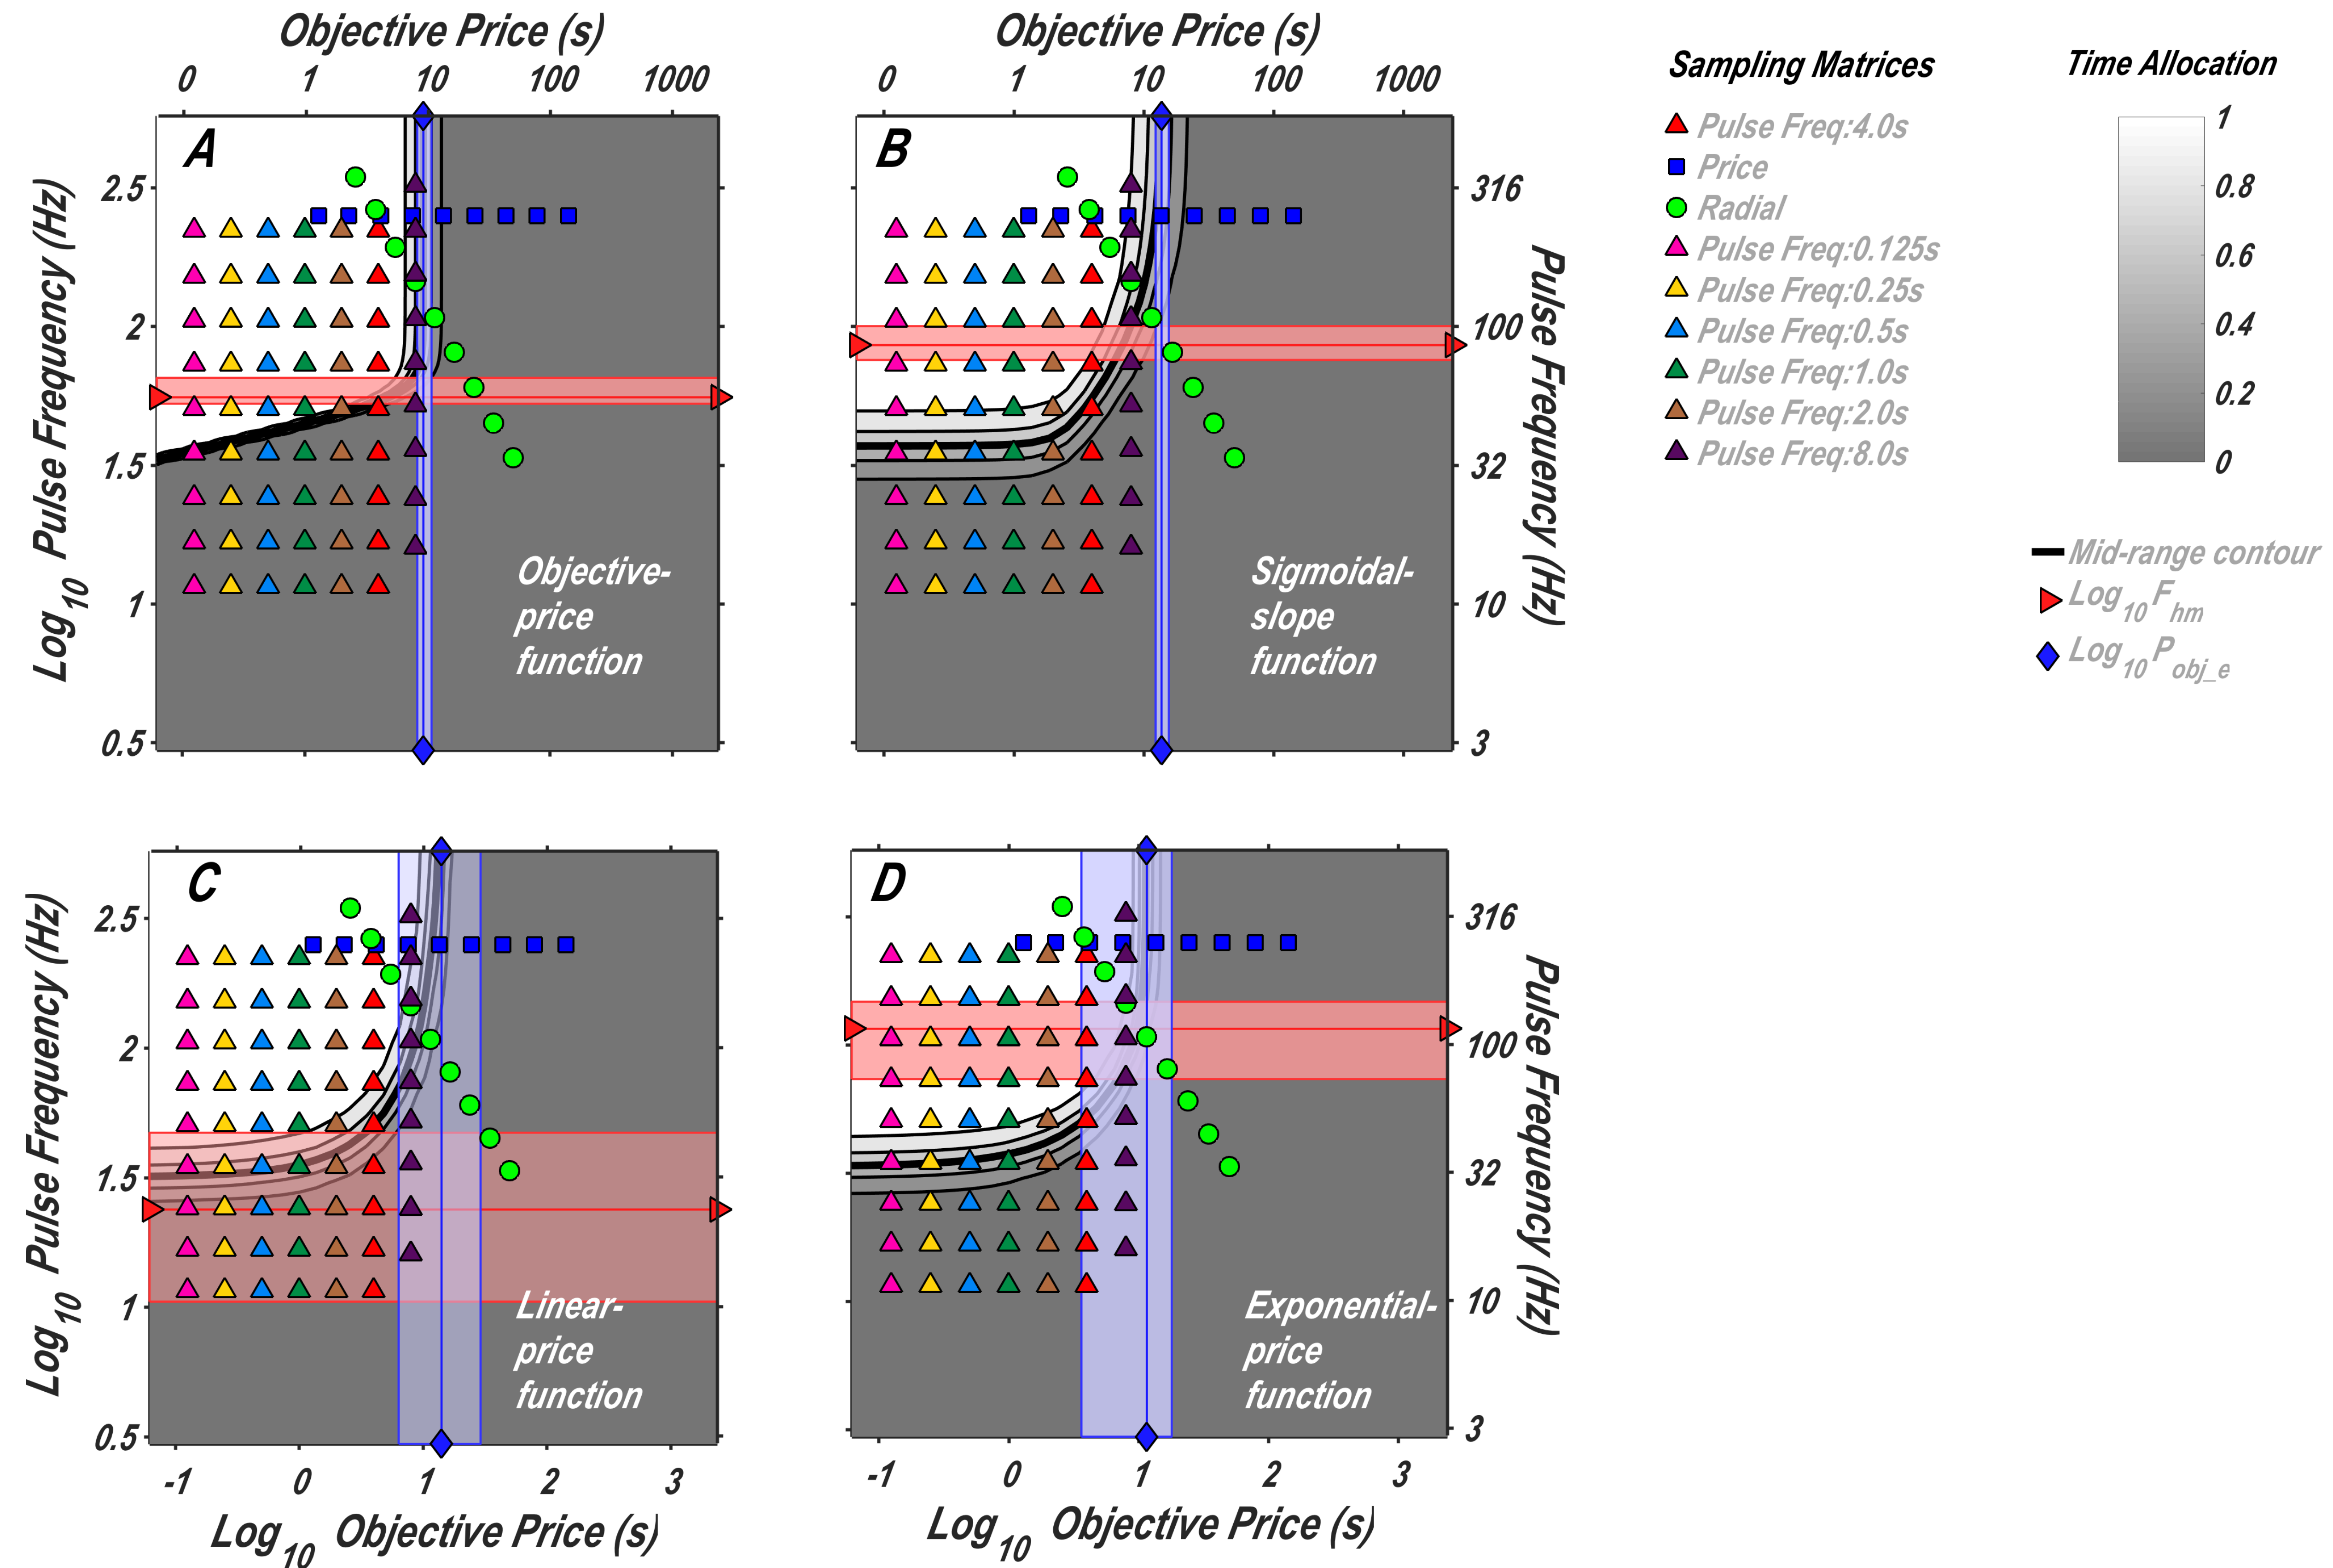 Objective Price (s)
0 1 10 100 1000
Objective Price (s)
0 1 10 100 1000
Sampling Matrices
Pulse Freq:4.0s
Price
Radial
Pulse Freq:0.125s
Pulse Freq:0.25s
Pulse Freq:0.5s
Pulse Freq:1.0s
Pulse Freq:2.0s
Pulse Freq:8.0s
Time Allocation
1
0.8
0.6
0.4
0.2
0
Mid-range contour
Log10 Fhm
Log10 Pobj_e
A
Log10 Pulse Frequency (Hz)
2.5
2
1.5
1
0.5
Objective-
price
function
B
Sigmoidal-
slope
function
316
100
32
10
3
Pulse Frequency (Hz)
C
Log10 Pulse Frequency (Hz)
2.5
2
1.5
1
0.5
Linear-
price
function
-1 0 1 2 3
Log10 Objective Price (s)
D
Exponential-
price
function
316
100
32
10
3
Pulse Frequency (Hz)
-1 0 1 2 3
Log10 Objective Price (s)